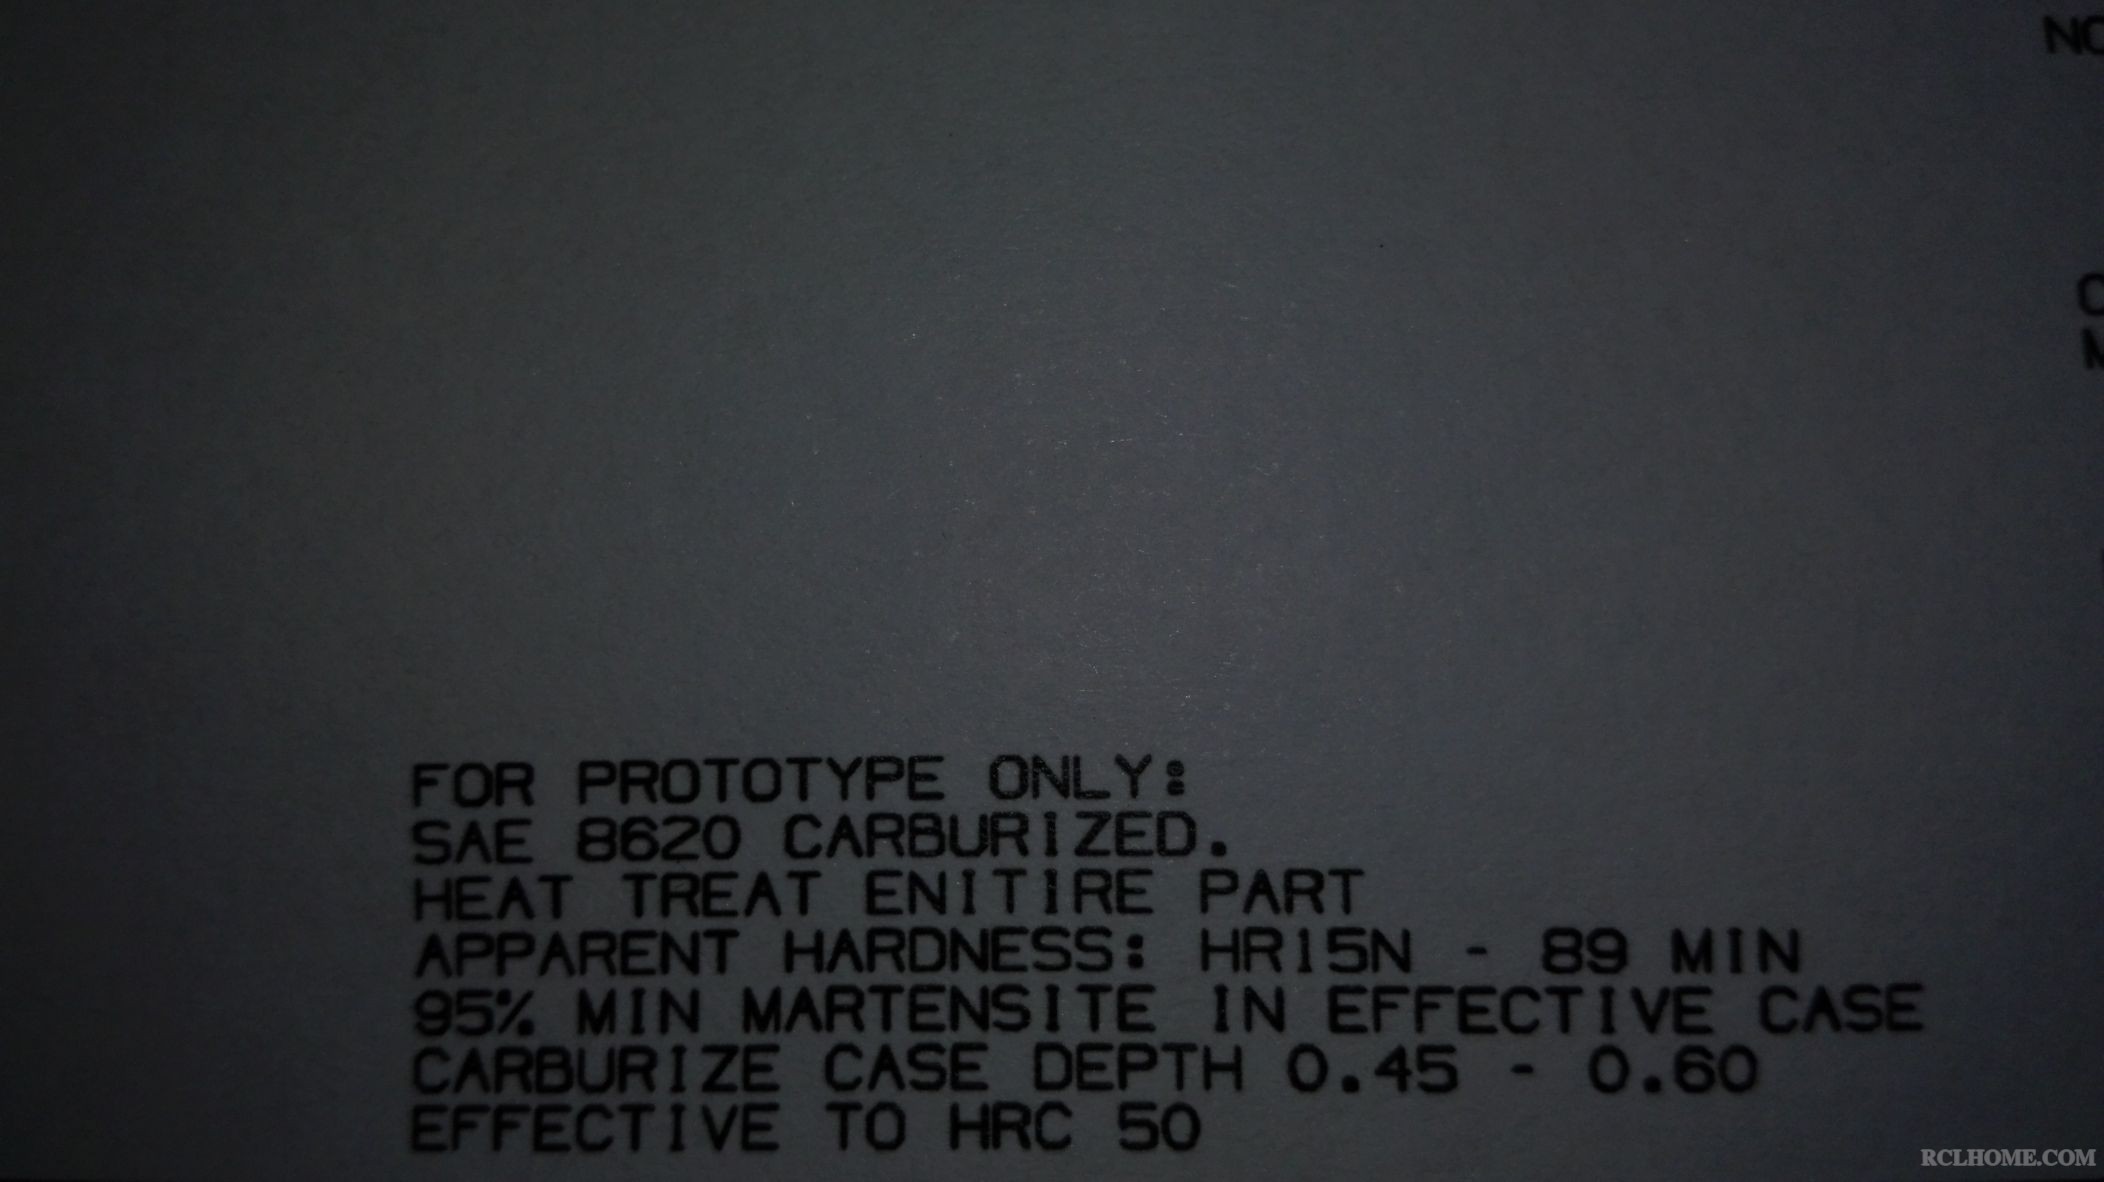 FOR PROTOTYPE ONLY:
SAE 8620 CARBURIZED.
HEAT TREAT ENITIRE PART
APPARENT HARDNESS: HR15N - 89 MIN
95% MIN MARTENSITE IN EFFECTIVE CASE
CARBURIZE CASE DEPTH 0.45 - 0.60
EFFECTIVE TO HRC 50
RCLHOME.COM